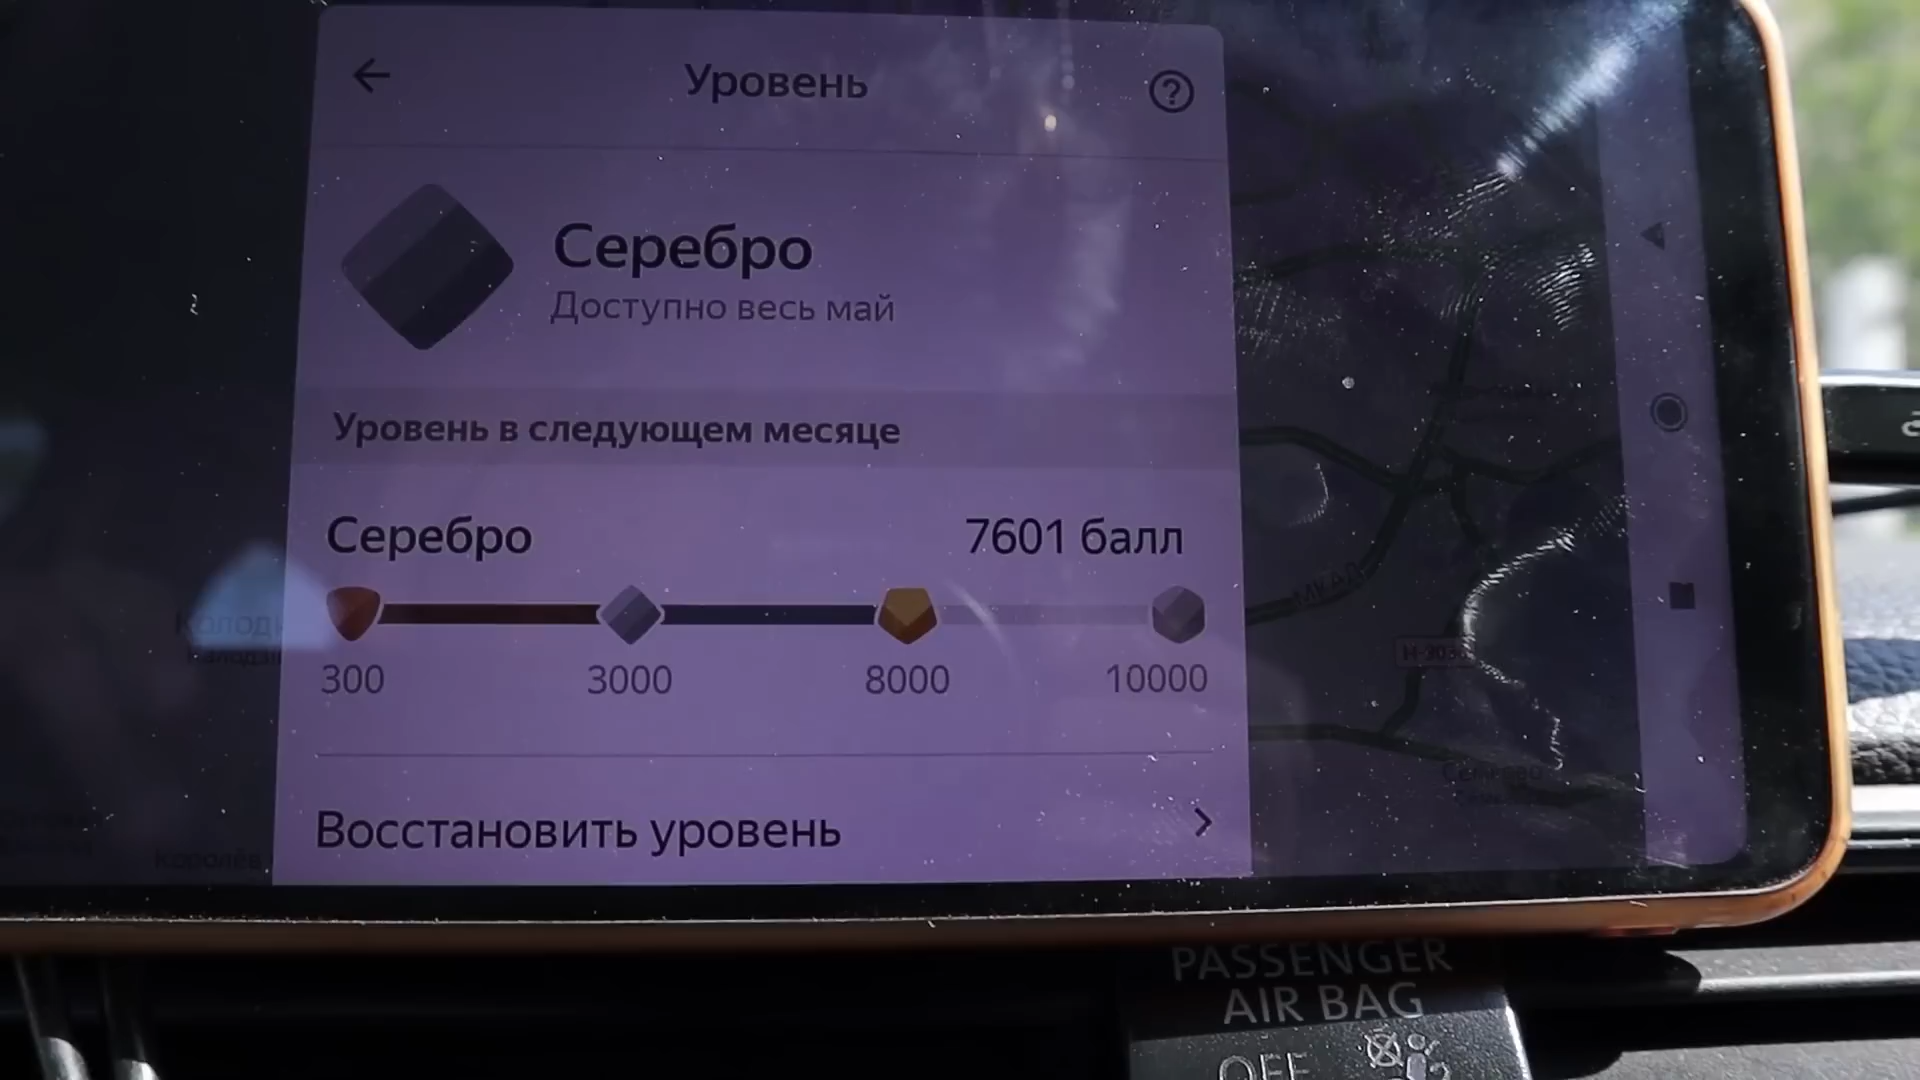 Уровень
Серебро
Доступно весь май
Уровень в следующем месяце
Серебро
7601 балл
300
3000
8000
10000
Восстановить уровень
МКАД
PASSENGER
AIR BAG
OFF